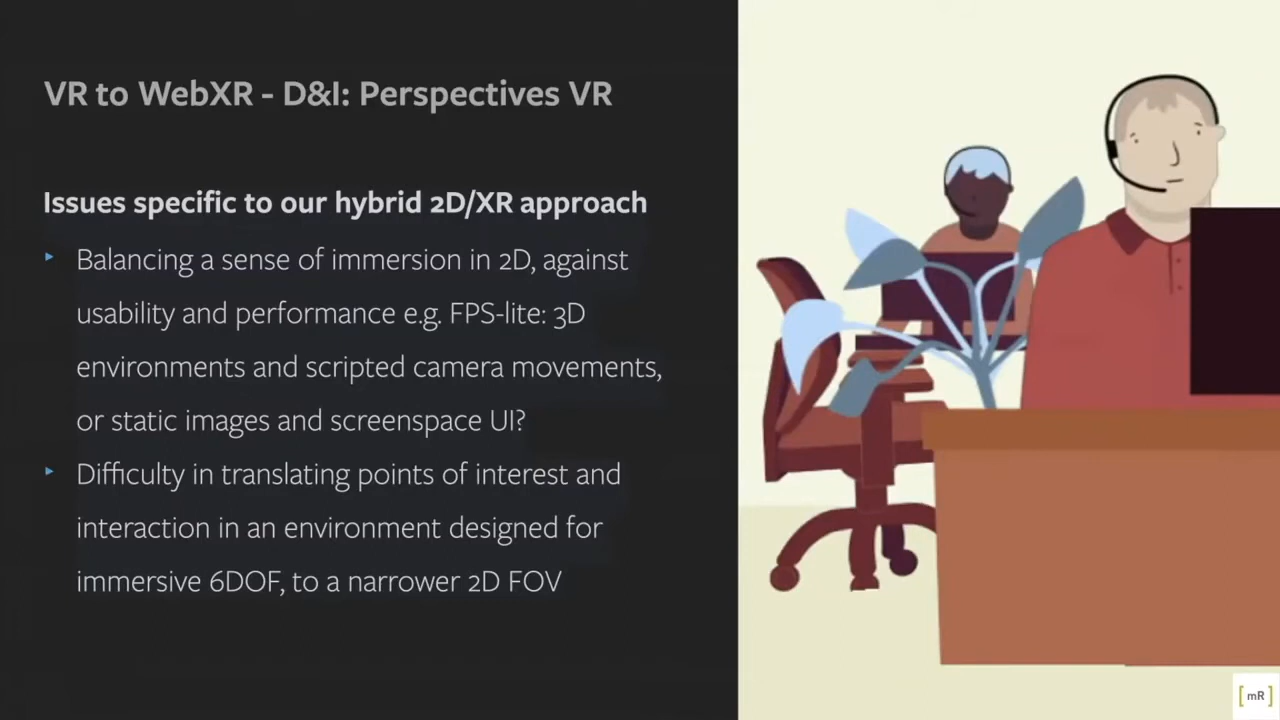 VR to WebXR - D&I: Perspectives VR
Issues specific to our hybrid 2D/XR approach
Balancing a sense of immersion in 2D, against
usability and performance e.g. FPS-lite: 3D
environments and scripted camera movements,
or static images and screenspace UI?
Difficulty in translating points of interest and
interaction in an environment designed for
immersive 6DOF, to a narrower 2D FOV
[mR]